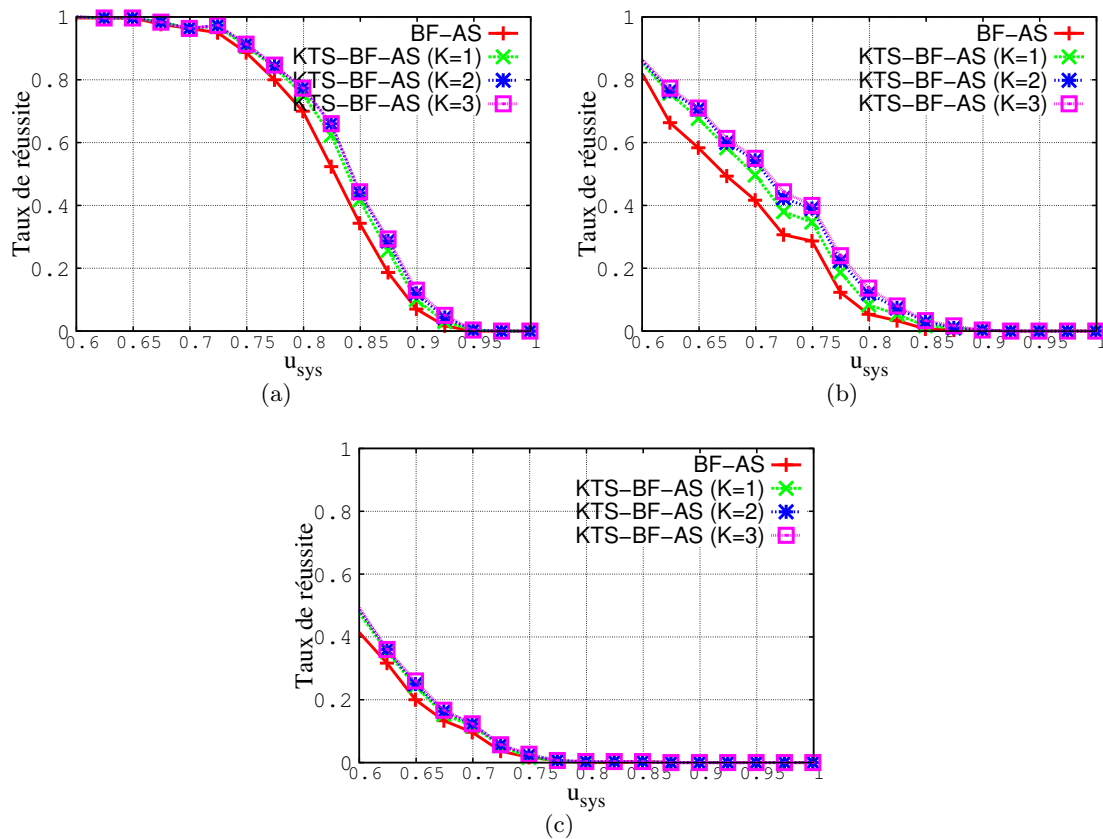 1
0.8
0.6
0.4
0.2
0
Taux de réussite
BF-AS
KTS-BF-AS (K=1)
KTS-BF-AS (K=2)
KTS-BF-AS (K=3)
0.6 0.65 0.7 0.75 0.8 0.85 0.9 0.95 1
u_sys
(a)
1
0.8
0.6
0.4
0.2
0
Taux de réussite
BF-AS
KTS-BF-AS (K=1)
KTS-BF-AS (K=2)
KTS-BF-AS (K=3)
0.6 0.65 0.7 0.75 0.8 0.85 0.9 0.95 1
u_sys
(b)
1
0.8
0.6
0.4
0.2
0
Taux de réussite
BF-AS
KTS-BF-AS (K=1)
KTS-BF-AS (K=2)
KTS-BF-AS (K=3)
0.6 0.65 0.7 0.75 0.8 0.85 0.9 0.95 1
u_sys
(c)